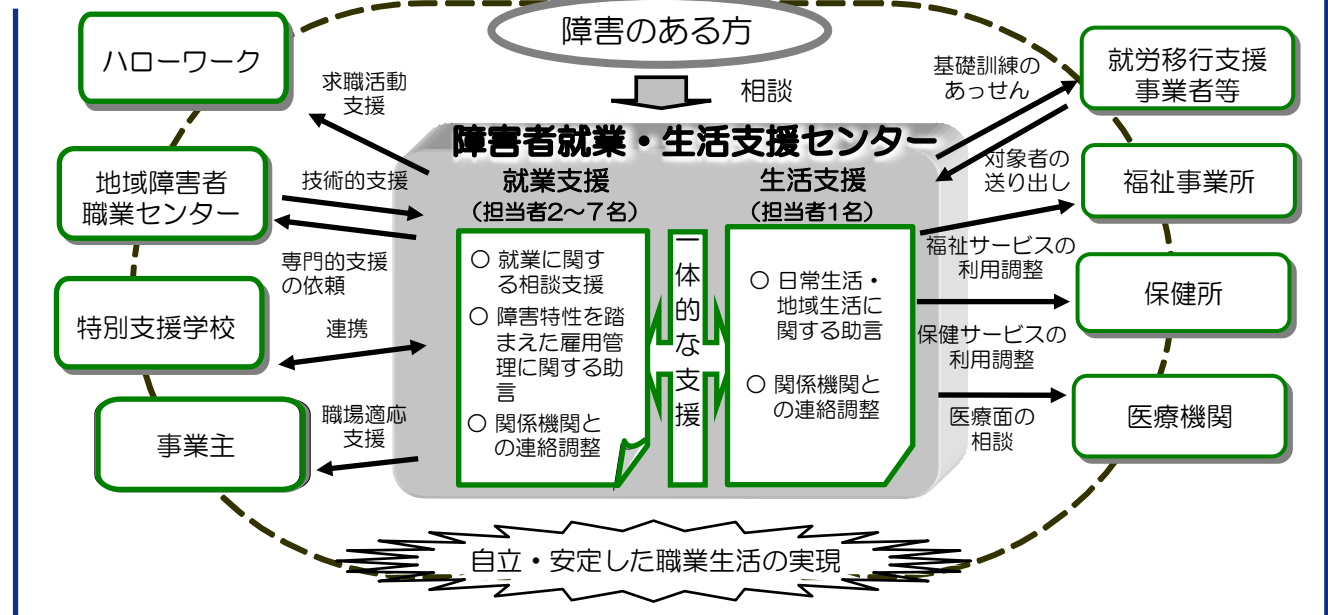 障害のある方
相談
ハローワーク
求職活動
支援
地域障害者
職業センター
技術的支援
専門的支援
の依頼
特別支援学校
連携
事業主
職場適応
支援
障害者就業・生活支援センター
就業支援
(担当者2~7名)
○ 就業に関す
る相談支援
○ 障害特性を踏
まえた雇用管
理に関する助
言
○ 関係機関と
の連絡調整
一体的な支援
生活支援
(担当者1名)
○ 日常生活・
地域生活に
関する助言
○ 関係機関と
の連絡調整
基礎訓練の
あっせん
就労移行支援
事業者等
対象者の
送り出し
福祉事業所
福祉サービスの
利用調整
保健所
保健サービスの
利用調整
医療機関
医療面の
相談
自立・安定した職業生活の実現